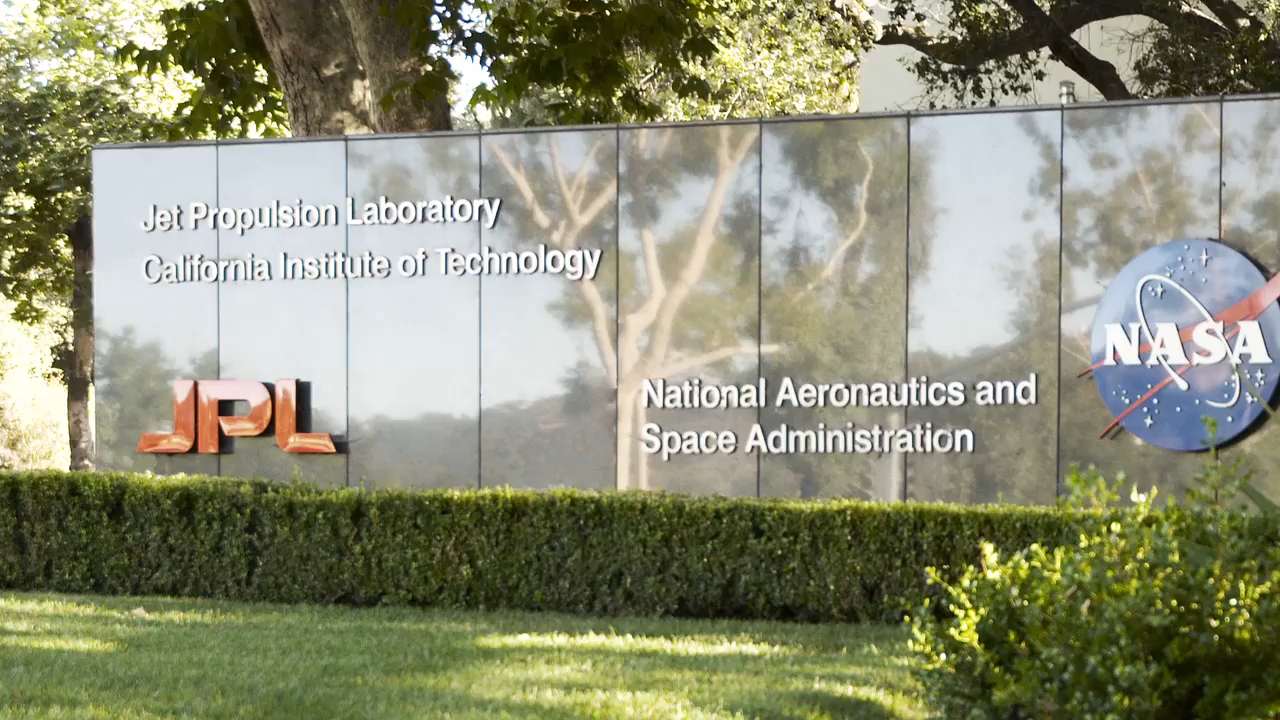 Jet Propulsion Laboratory
California Institute of Technology
JPL
National Aeronautics and
Space Administration
NASA